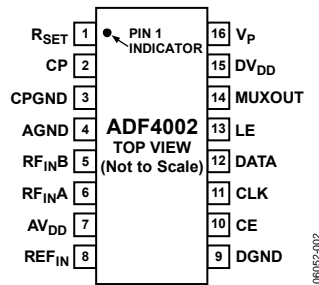 RSET 1 PIN 1 INDICATOR 16 VP
CP 2 15 DVDD
CPGND 3 14 MUXOUT
AGND 4 ADF4002 13 LE
TOP VIEW
RFINB 5 (Not to Scale) 12 DATA
RFINA 6 11 CLK
AVDD 7 10 CE
REFIN 8 9 DGND
06052-002